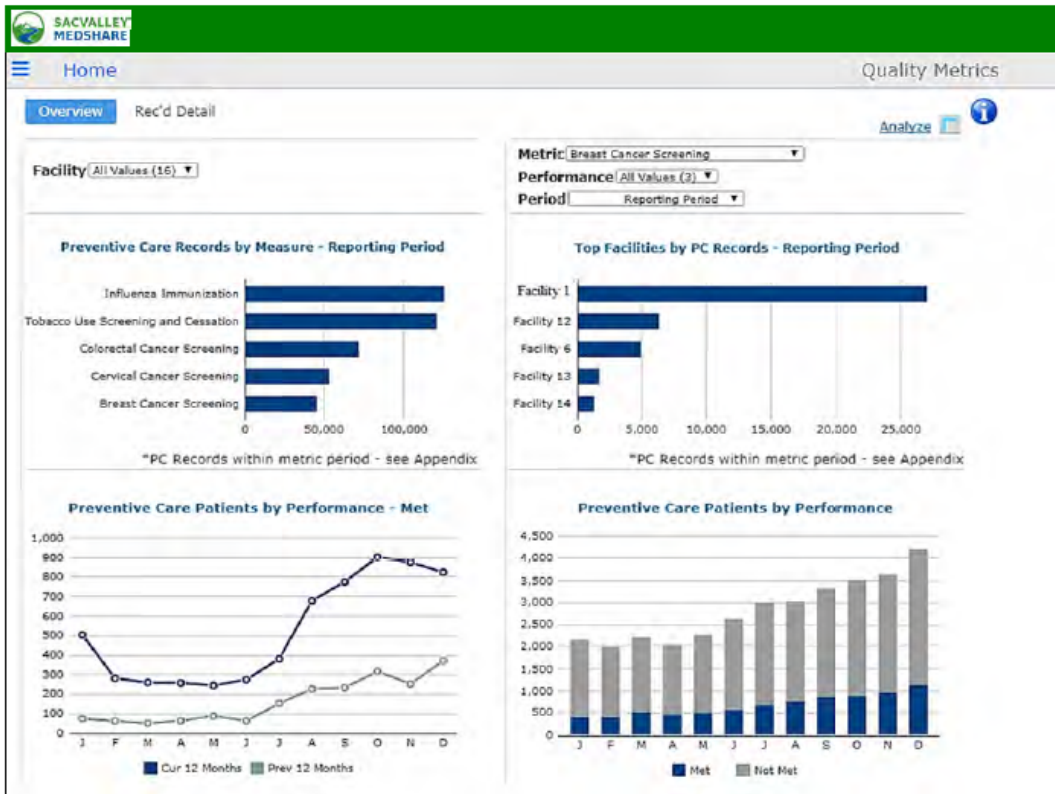 SACVALLEY
MEDSHARE
Home
Quality Metrics
Overview
Rec'd Detail
Analyze
i
Facility All Values (16)
Metric Breast Cancer Screening
Performance All Values (3)
Period Reporting Period
Preventive Care Records by Measure - Reporting Period
Influenza Immunization
Tobacco Use Screening and Cessation
Colorectal Cancer Screening
Cervical Cancer Screening
Breast Cancer Screening
0 50,000 100,000
*PC Records within metric period - see Appendix
Top Facilities by PC Records - Reporting Period
Facility 1
Facility 12
Facility 6
Facility 13
Facility 14
0 5,000 10,000 15,000 20,000 25,000
*PC Records within metric period - see Appendix
Preventive Care Patients by Performance - Met
1,000
900
800
700
600
500
400
300
200
100
0
J F M A M J J A S O N D
Cur 12 Months Prev 12 Months
Preventive Care Patients by Performance
4,500
4,000
3,500
3,000
2,500
2,000
1,500
1,000
500
0
J F M A M J J A S O N D
Met Not Met